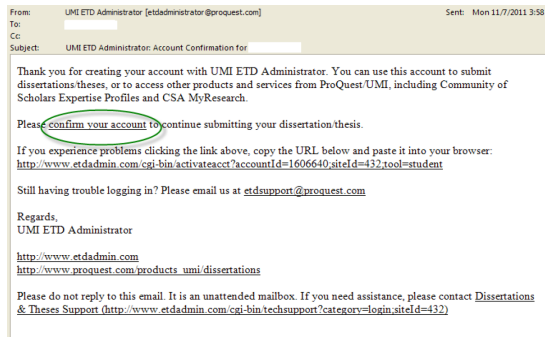 From: UMI ETD Administrator [etdadministrator@proquest.com] Sent: Mon 11/7/2011 3:58
To:
Cc:
Subject: UMI ETD Administrator: Account Confirmation for
Thank you for creating your account with UMI ETD Administrator. You can use this account to submit
dissertations/theses, or to access other products and services from ProQuest/UMI, including Community of
Scholars Expertise Profiles and CSA MyResearch.
Please confirm your account to continue submitting your dissertation/thesis.
If you experience problems clicking the link above, copy the URL below and paste it into your browser:
http://www.etdadmin.com/cgi-bin/activateacct?accountId=1606640;siteId=432;tool=student
Still having trouble logging in? Please email us at etdsupport@proquest.com
Regards,
UMI ETD Administrator
http://www.etdadmin.com
http://www.proquest.com/products_umi/dissertations
Please do not reply to this email. It is an unattended mailbox. If you need assistance, please contact Dissertations
& Theses Support (http://www.etdadmin.com/cgi-bin/techsupport?category=login;siteId=432)